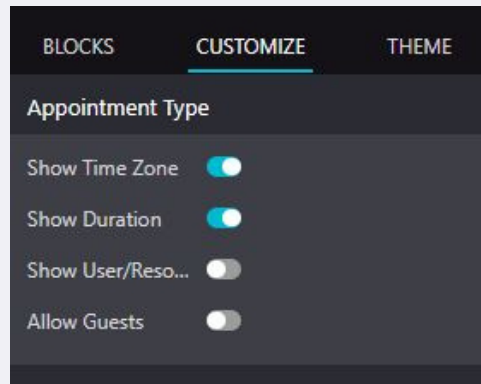 BLOCKS CUSTOMIZE THEME
Appointment Type
Show Time Zone
Show Duration
Show User/Reso...
Allow Guests